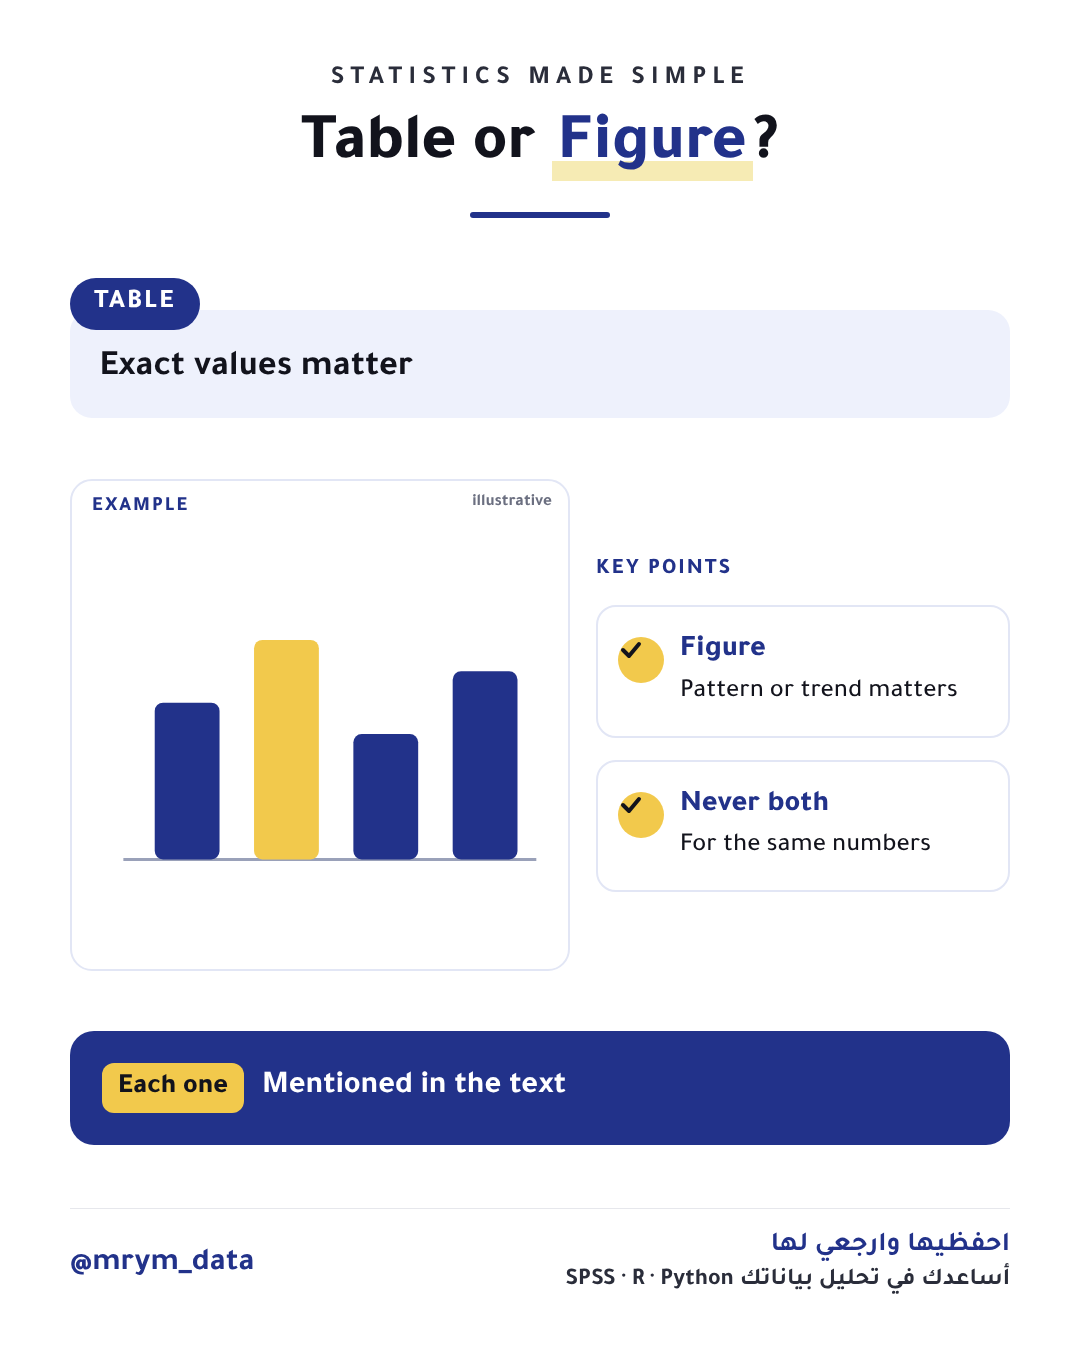 STATISTICS MADE SIMPLE
Table or Figure?
TABLE
Exact values matter
EXAMPLE
illustrative
KEY POINTS
Figure
Pattern or trend matters
Never both
For the same numbers
Each one Mentioned in the text
@mrym_data
احفظيها وارجعي لها
أساعدك في تحليل بياناتك SPSS · R · Python